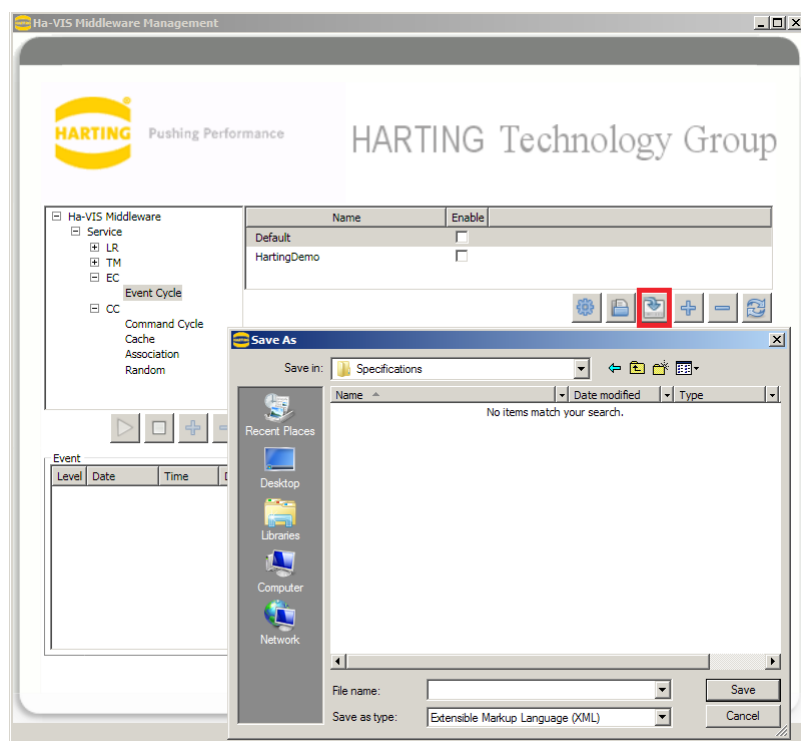 Ha-VIS Middleware Management
HARTING Pushing Performance
HARTING Technology Group
Ha-VIS Middleware
Service
LR
TM
EC
Event Cycle
CC
Command Cycle
Cache
Association
Random
Name Enable
Default
HartingDemo
Save As
Save in: Specifications
Name Date modified Type
No items match your search.
Recent Places
Desktop
Libraries
Computer
Network
File name: Save
Save as type: Extensible Markup Language (XML) Cancel
Event
Level Date Time